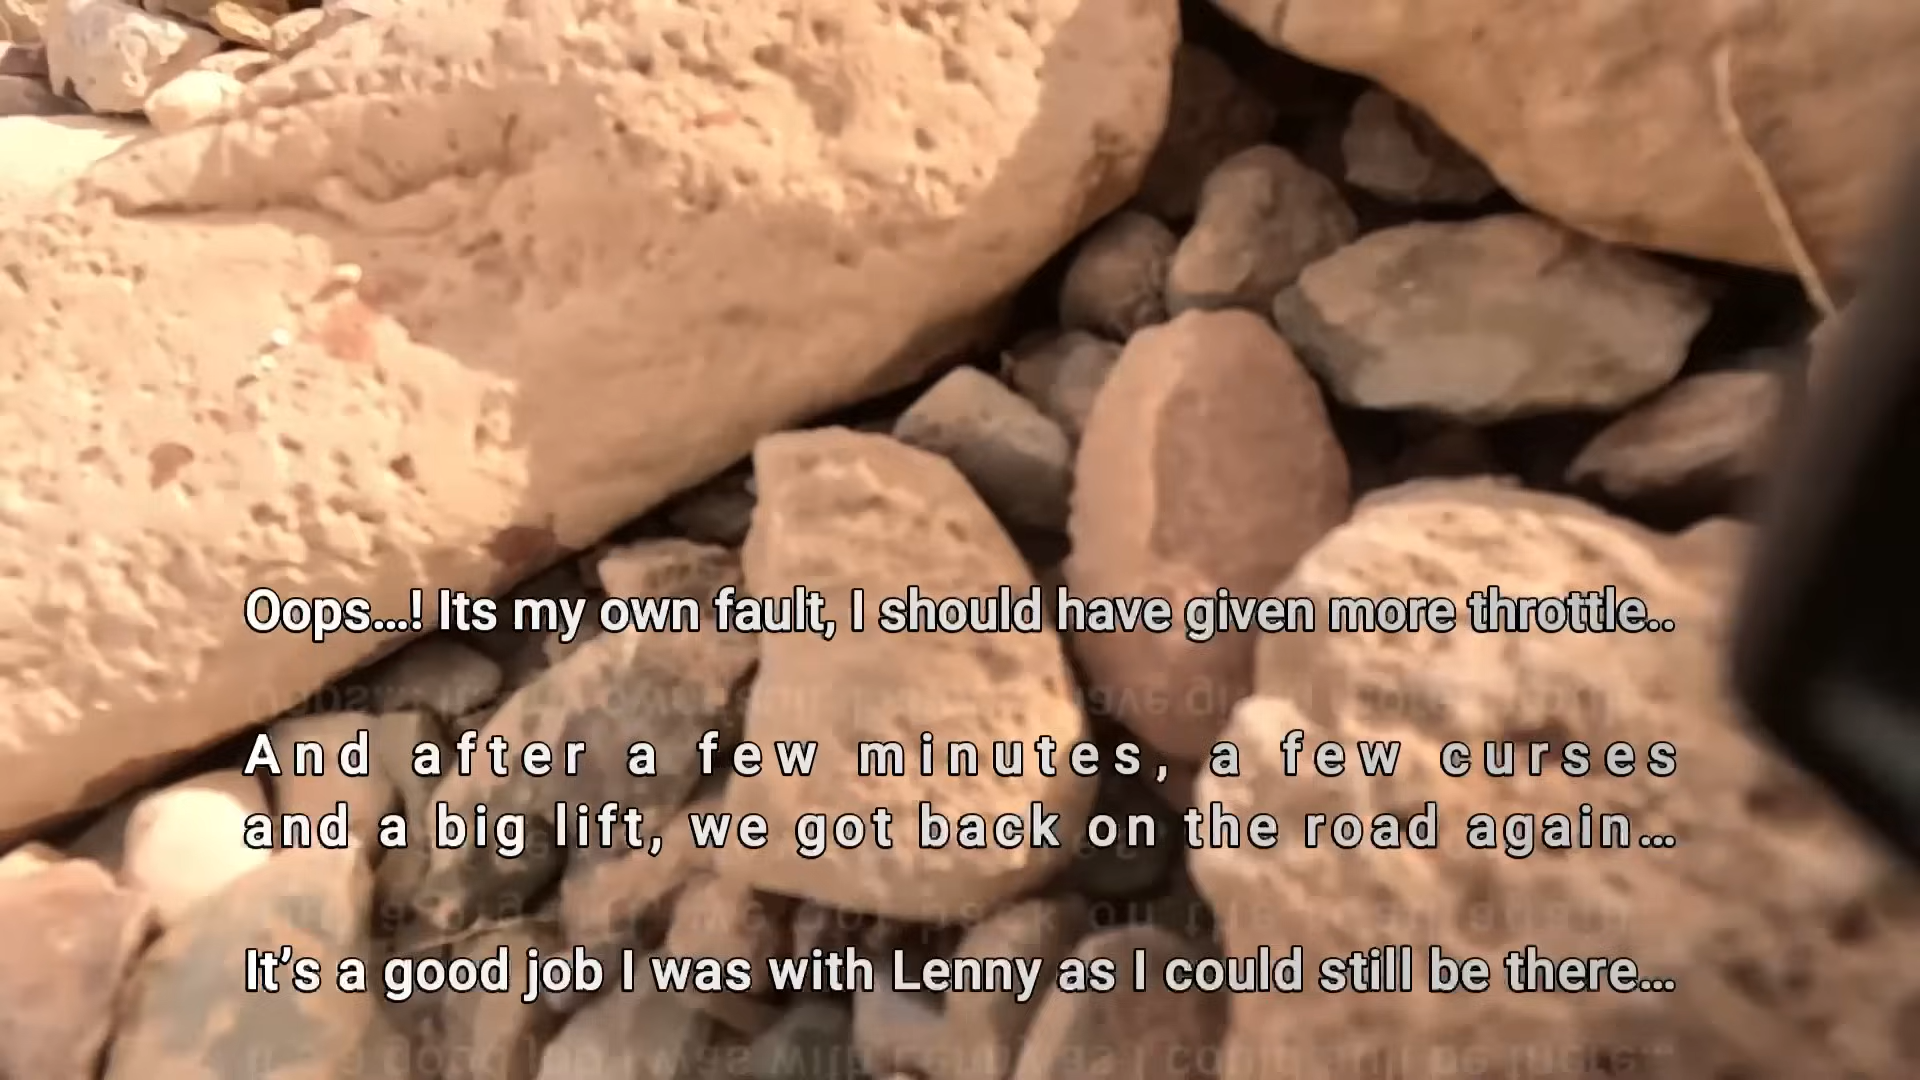 Oops...! Its my own fault, I should have given more throttle..
And after a few minutes, a few curses
and a big lift, we got back on the road again...
It’s a good job I was with Lenny as I could still be there...